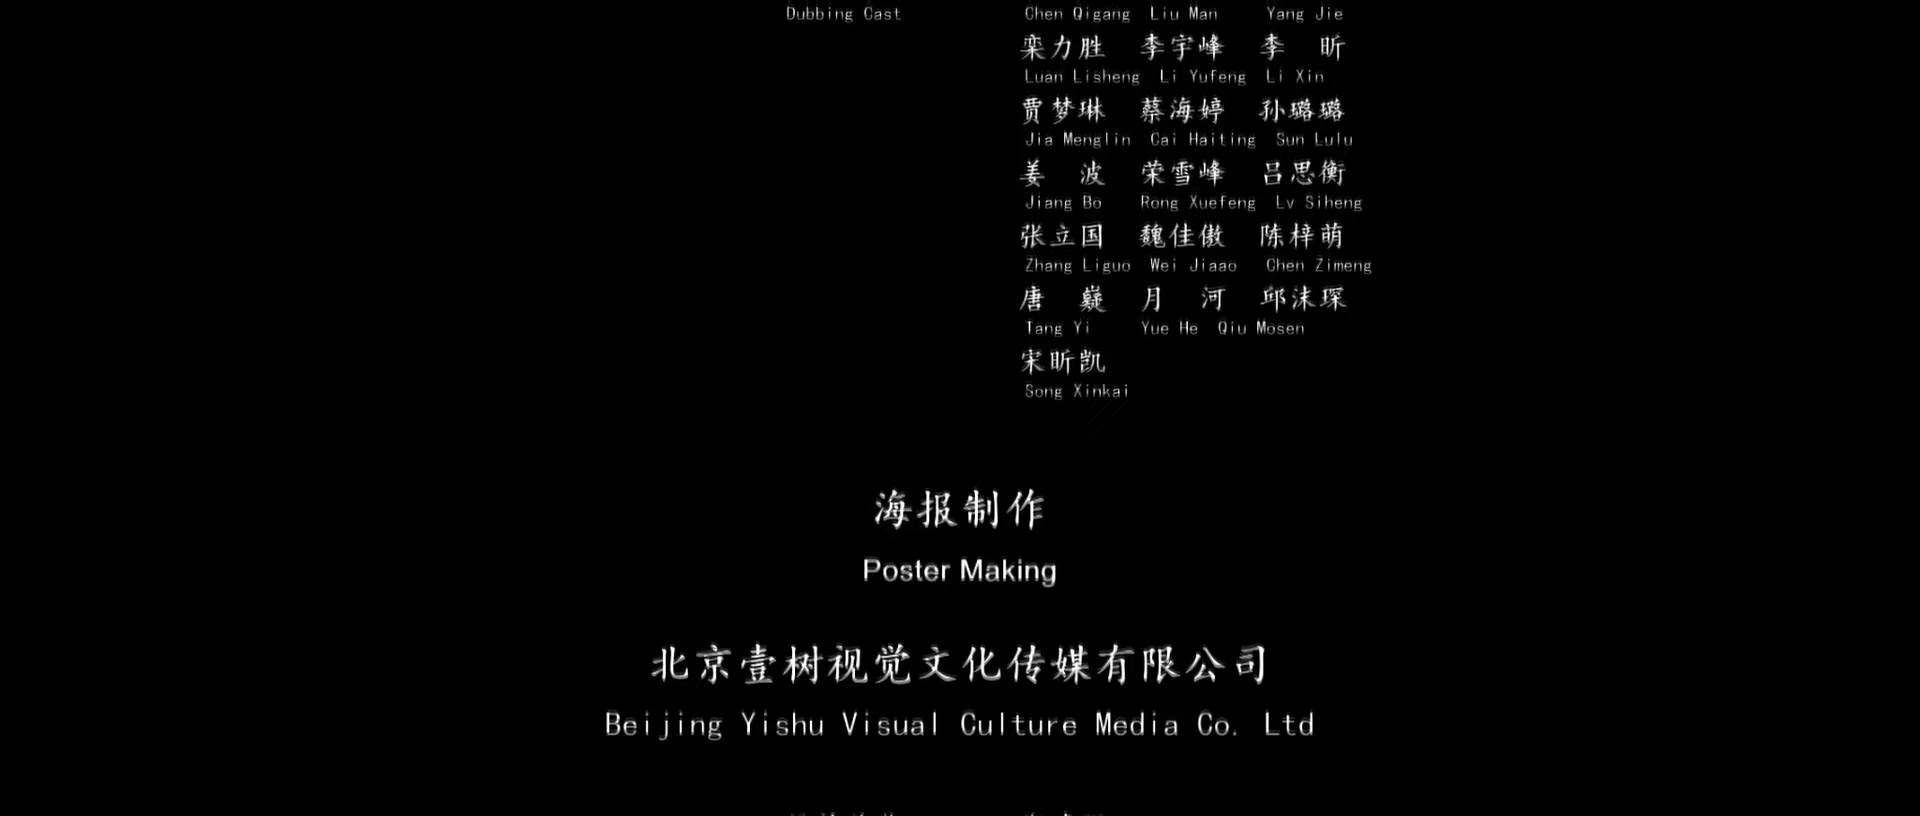 Dubbing Cast Chen Qigang Liu Man Yang Jie
栾力胜 李宇峰 李 昕
Luan Lisheng Li Yufeng Li Xin
贾梦琳 蔡海婷 孙璐璐
Jia Menglin Cai Haiting Sun Lulu
姜 波 荣雪峰 吕思衡
Jiang Bo Rong Xuefeng Lv Siheng
张立国 魏佳傲 陈梓萌
Zhang Liguo Wei Jiaao Chen Zimeng
唐 嶷 月 河 邱沫琛
Tang Yi Yue He Qiu Mosen
宋昕凯
Song Xinkai
海报制作
Poster Making
北京壹树视觉文化传媒有限公司
Beijing Yishu Visual Culture Media Co. Ltd